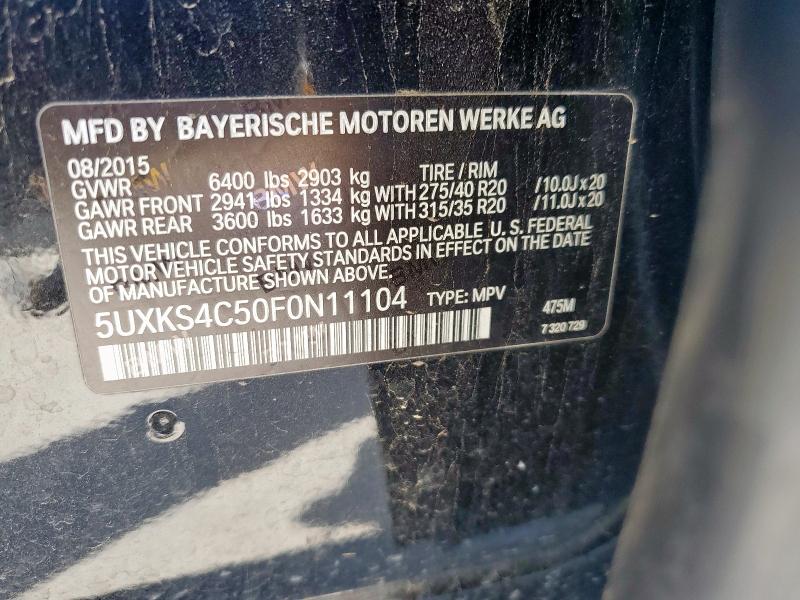 MFD BY BAYERISCHE MOTOREN WERKE AG
08/2015 TIRE / RIM
GVWR 6400 lbs 2903 kg
GAWR FRONT 2941 lbs 1334 kg WITH 275/40 R20 /10.0J x 20
GAWR REAR 3600 lbs 1633 kg WITH 315/35 R20 /11.0J x 20
THIS VEHICLE CONFORMS TO ALL APPLICABLE U. S. FEDERAL
MOTOR VEHICLE SAFETY STANDARDS IN EFFECT ON THE DATE
OF MANUFACTURE SHOWN ABOVE.
5UXKS4C50F0N11104 TYPE: MPV 475M
7 320 729